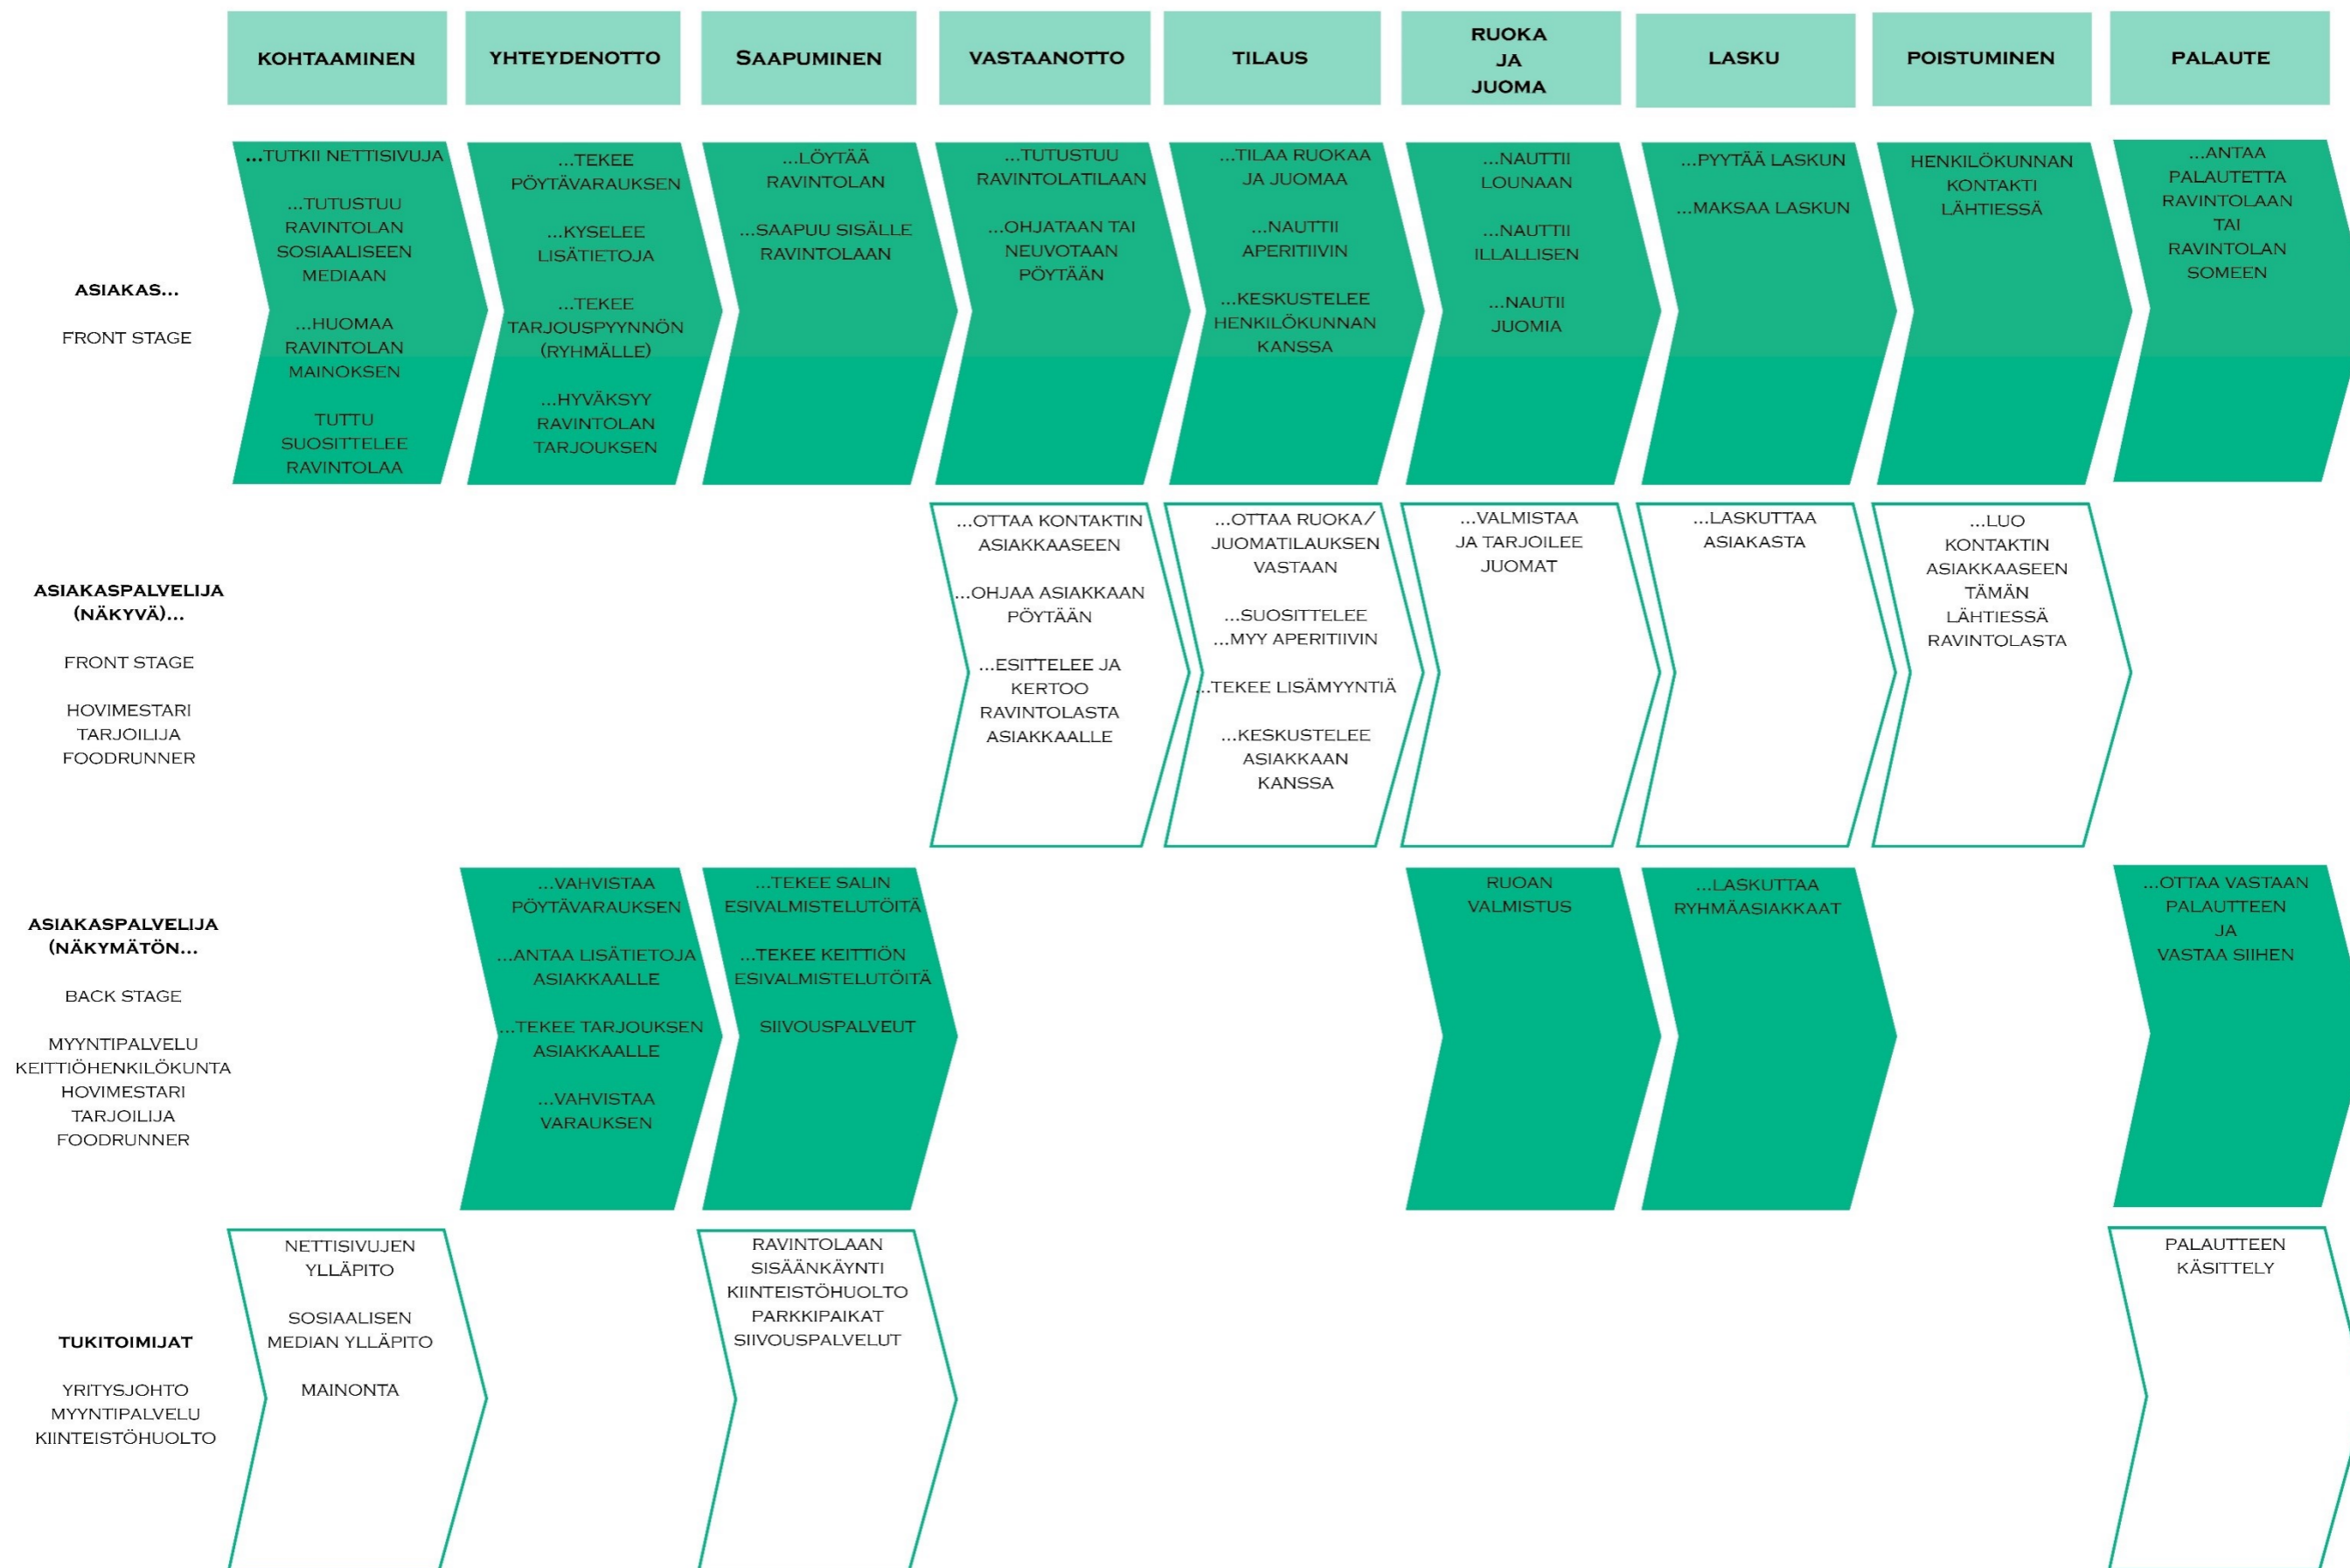 KOHTAAMINEN
YHTEYDENOTTO
SAAPUMINEN
VASTAANOTTO
TILAUS
RUOKA
JA
JUOMA
LASKU
POISTUMINEN
PALAUTE
ASIAKAS...
FRONT STAGE
...TUTKII NETTISIVUJA
...TUTUSTUU
RAVINTOLAN
SOSIAALISEEN
MEDIAAN
...HUOMAA
RAVINTOLAN
MAINOKSEN
TUTTU
SUOSITTELEE
RAVINTOLAA
...TEKEE
PÖYTÄVARAUKSEN
...KYSELEE
LISÄTIETOJA
...TEKEE
TARJOUSPYYNNÖN
(RYHMÄLLE)
...HYVÄKSYY
RAVINTOLAN
TARJOUKSEN
...LÖYTÄÄ
RAVINTOLAN
...SAAPUU SISÄLLE
RAVINTOLAAN
...TUTUSTUU
RAVINTOLATILAAN
...OHJATAAN TAI
NEUVOTAAN
PÖYTÄÄN
...TILAA RUOKAA
JA JUOMAA
...NAUTTII
APERITIIVIN
...KESKUSTELEE
HENKILÖKUNNAN
KANSSA
...NAUTTII
LOUNAAN
...NAUTTII
ILLALLISEN
...NAUTII
JUOMIA
...PYYTÄÄ LASKUN
...MAKSAA LASKUN
HENKILÖKUNNAN
KONTAKTI
LÄHTIESSÄ
...ANTAA
PALAUTETTA
RAVINTOLAAN
TAI
RAVINTOLAN
SOMEEN
ASIAKASPALVELIJA
(NÄKYVÄ)...
FRONT STAGE
HOVIMESTARI
TARJOILIJA
FOODRUNNER
...OTTAA KONTAKTIN
ASIAKKAASEEN
...OHJAA ASIAKKAAN
PÖYTÄÄN
...ESITTELEE JA
KERTOO
RAVINTOLASTA
ASIAKKAALLE
...OTTAA RUOKA/
JUOMATILAUKSEN
VASTAAN
...SUOSITTELEE
...MYY APERITIIVIN
...TEKEE LISÄMYYNTIÄ
...KESKUSTELEE
ASIAKKAAN
KANSSA
...VALMISTAA
JA TARJOILEE
JUOMAT
...LASKUTTAA
ASIAKASTA
...LUO
KONTAKTIN
ASIAKKAASEEN
TÄMÄN
LÄHTIESSÄ
RAVINTOLASTA
ASIAKASPALVELIJA
(NÄKYMÄTÖN...
BACK STAGE
MYYNTIPALVELU
KEITTIÖHENKILÖKUNTA
HOVIMESTARI
TARJOILIJA
FOODRUNNER
...VAHVISTAA
PÖYTÄVARAUKSEN
...ANTAA LISÄTIETOJA
ASIAKKAALLE
...TEKEE TARJOUKSEN
ASIAKKAALLE
...VAHVISTAA
VARAUKSEN
...TEKEE SALIN
ESIVALMISTELUTÖITÄ
...TEKEE KEITTIÖN
ESIVALMISTELUTÖITÄ
SIIVOUSPALVEUT
RUOAN
VALMISTUS
...LASKUTTAA
RYHMÄASIAKKAAT
...OTTAA VASTAAN
PALAUTTEEN
JA
VASTAA SIIHEN
TUKITOIMIJAT
YRITYSJOHTO
MYYNTIPALVELU
KIINTEISTÖHUOLTO
NETTISIVUJEN
YLLÄPITO
SOSIAALISEN
MEDIAN YLLÄPITO
MAINONTA
RAVINTOLAAN
SISÄÄNKÄYNTI
KIINTEISTÖHUOLTO
PARKKIPAIKAT
SIIVOUSPALVELUT
PALAUTTEEN
KÄSITTELY